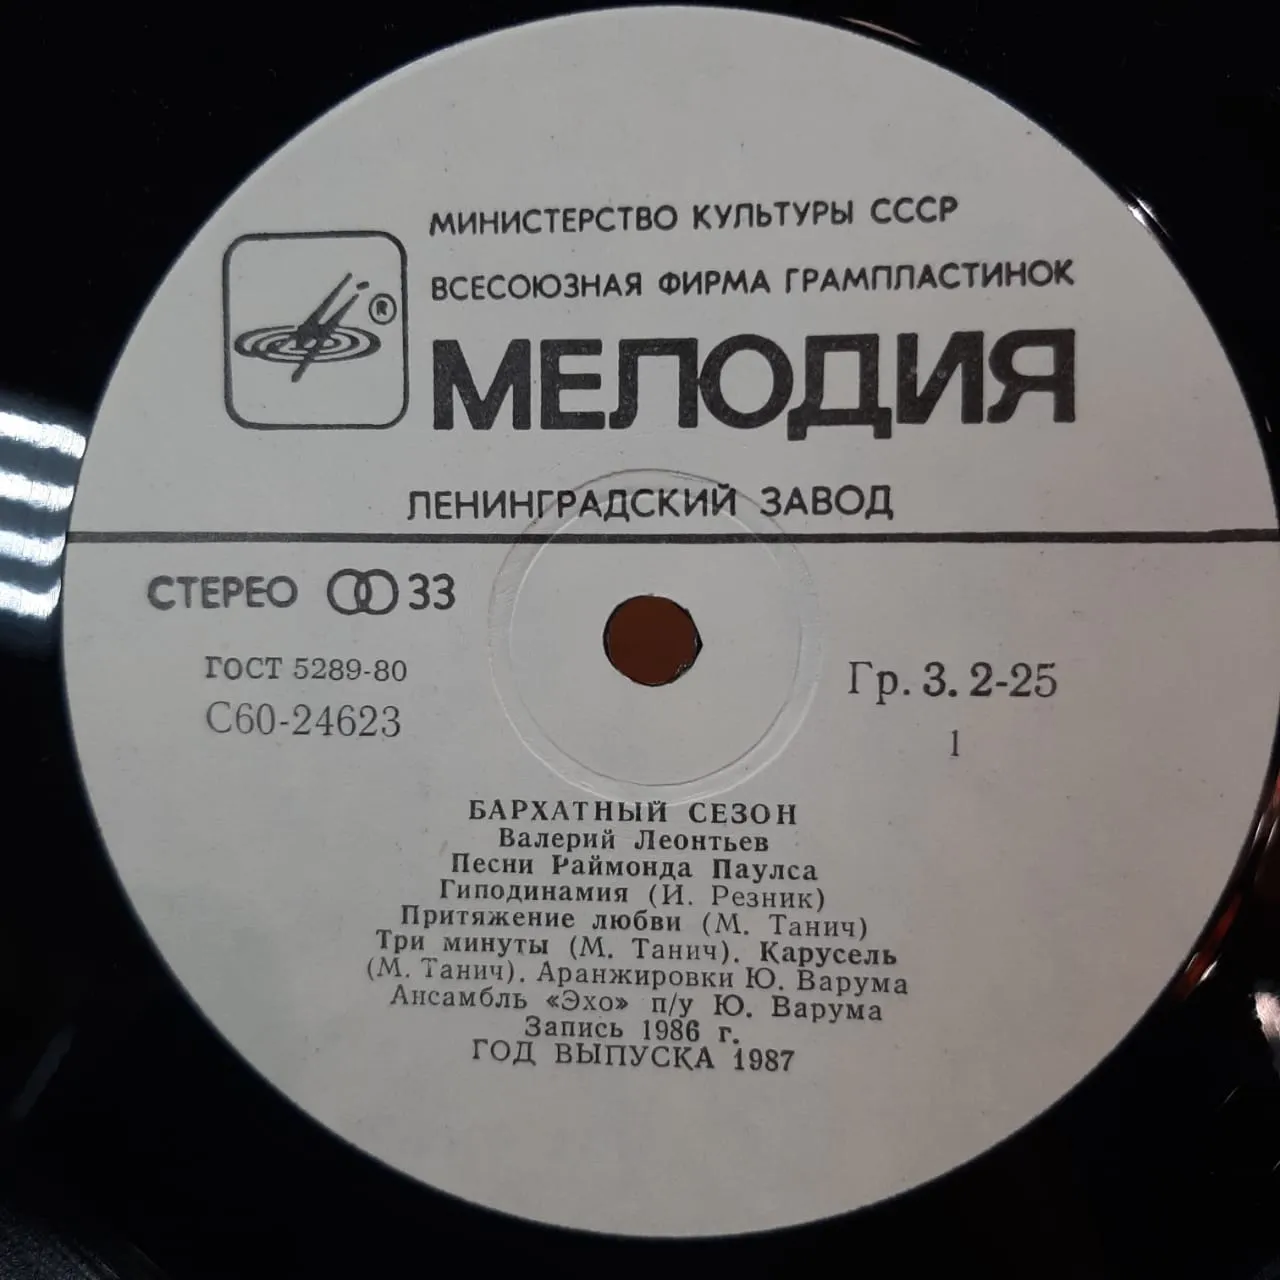 МИНИСТЕРСТВО КУЛЬТУРЫ СССР
ВСЕСОЮЗНАЯ ФИРМА ГРАМПЛАСТИНОК
®
МЕЛОДИЯ
ЛЕНИНГРАДСКИЙ ЗАВОД
СТЕРЕО 33
ГОСТ 5289-80
С60-24623
Гр. 3. 2-25
1
БАРХАТНЫЙ СЕЗОН
Валерий Леонтьев
Песни Раймонда Паулса
Гиподинамия (И. Резник)
Притяжение любви (М. Танич)
Три минуты (М. Танич). Карусель
(М. Танич). Аранжировки Ю. Варума
Ансамбль «Эхо» п/у Ю. Варума
Запись 1986 г.
ГОД ВЫПУСКА 1987